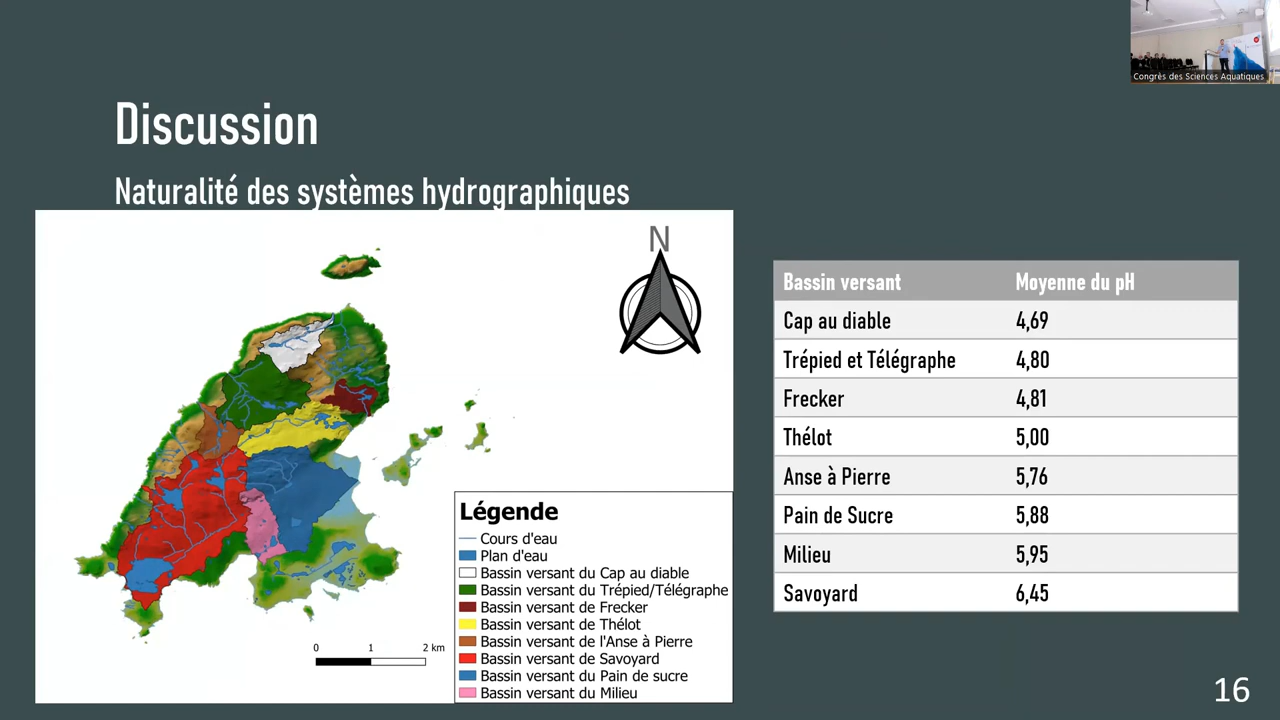 Congrès des Sciences Aquatiques
Discussion
Naturalité des systèmes hydrographiques
N
Légende
Cours d'eau
Plan d'eau
Bassin versant du Cap au diable
Bassin versant du Trépied/Télégraphe
Bassin versant de Frecker
Bassin versant de Thélot
Bassin versant de l'Anse à Pierre
Bassin versant de Savoyard
Bassin versant du Pain de sucre
Bassin versant du Milieu
0 1 2 km
Bassin versant Moyenne du pH
Cap au diable 4,69
Trépied et Télégraphe 4,80
Frecker 4,81
Thélot 5,00
Anse à Pierre 5,76
Pain de Sucre 5,88
Milieu 5,95
Savoyard 6,45
16